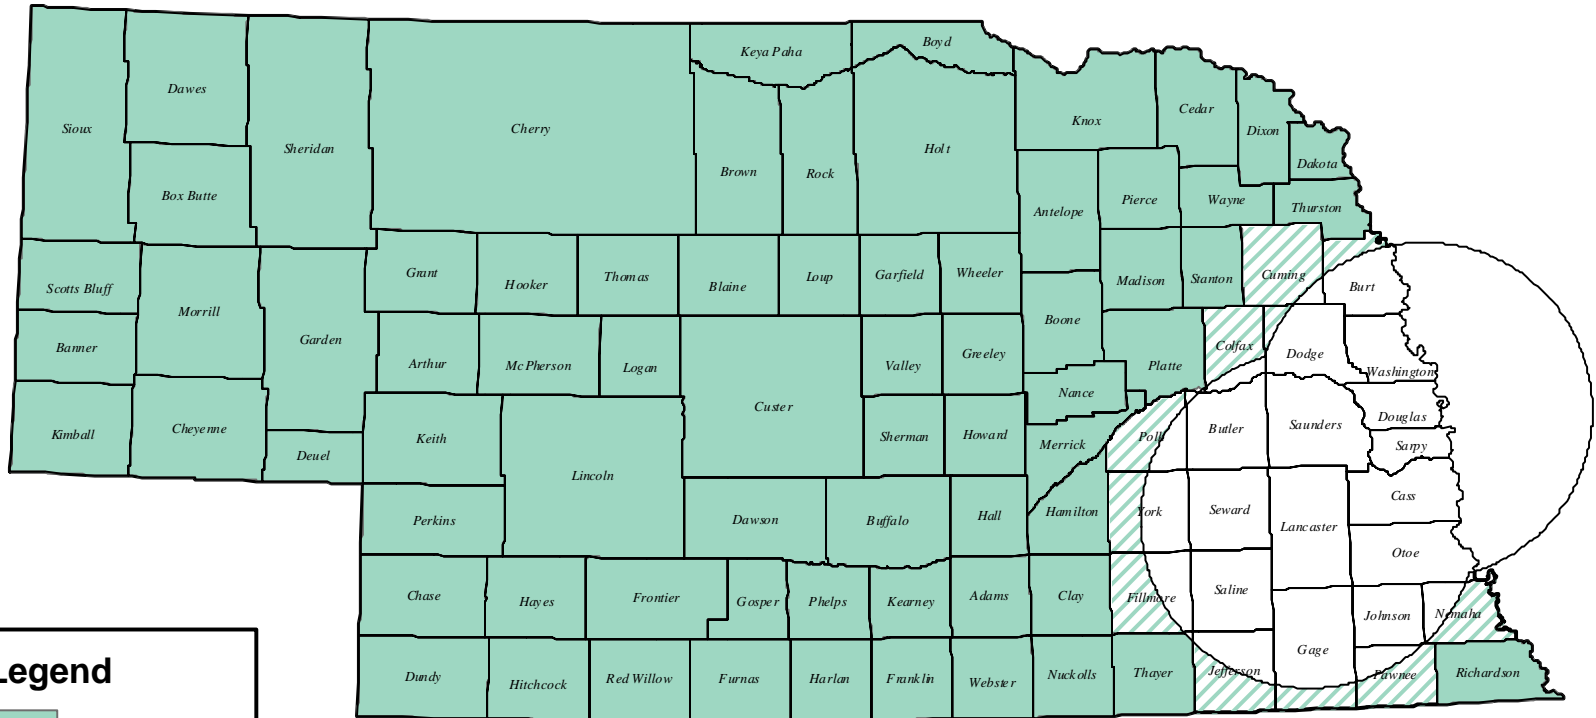 Keya Paha
Boyd
Dawes
Cedar
Knox
Sioux
Cherry
Dixon
Sheridan
Holt
Dakota
Brown
Rock
Box Butte
Pierce
Wayne
Thurston
Antelope
Grant
Hooker
Thomas
Blaine
Loup
Garfield
Wheeler
Madison
Stanton
Cuming
Burt
Scotts Bluff
Morrill
Garden
Boone
Banner
Arthur
McPherson
Logan
Valley
Greeley
Platte
Colfax
Dodge
Washington
Nance
Custer
Kimball
Cheyenne
Keith
Sherman
Howard
Merrick
Polk
Butler
Saunders
Douglas
Sarpy
Deuel
Lincoln
Cass
Perkins
Dawson
Buffalo
Hall
Hamilton
York
Seward
Lancaster
Otoe
Chase
Hayes
Frontier
Gosper
Phelps
Kearney
Adams
Clay
Fillmore
Saline
Johnson
Nemaha
Gage
Dundy
Hitchcock
Red Willow
Furnas
Harlan
Franklin
Webster
Nuckolls
Thayer
Jefferson
Pawnee
Richardson
Legend